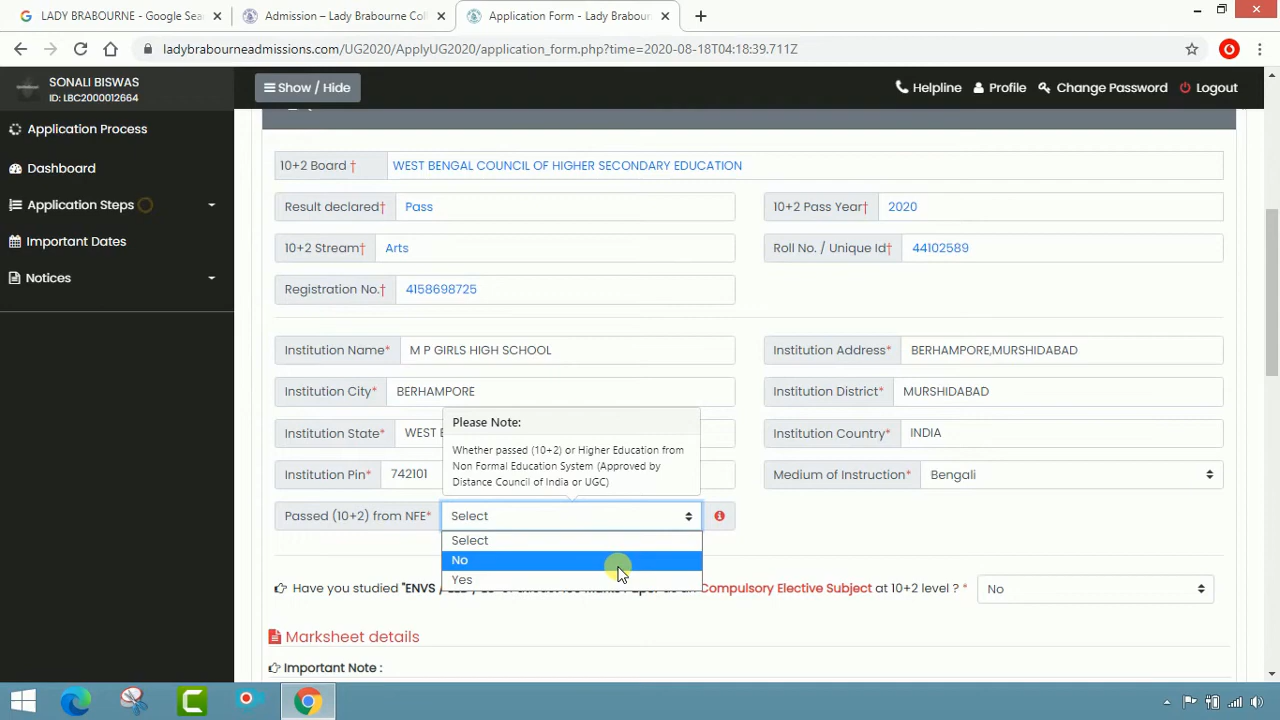 LADY BRABOURNE - Google Sea
Admission – Lady Brabourne Coll
Application Form - Lady Brabourn
ladybrabourneadmissions.com/UG2020/ApplyUG2020/application_form.php?time=2020-08-18T04:18:39.711Z
SONALI BISWAS
ID: LBC2000012664
Show / Hide
Helpline
Profile
Change Password
Logout
Application Process
Dashboard
Application Steps
Important Dates
Notices
10+2 Board † WEST BENGAL COUNCIL OF HIGHER SECONDARY EDUCATION
Result declared† Pass
10+2 Pass Year† 2020
10+2 Stream† Arts
Roll No. / Unique Id† 44102589
Registration No.† 4158698725
Institution Name* M P GIRLS HIGH SCHOOL
Institution Address* BERHAMPORE,MURSHIDABAD
Institution City* BERHAMPORE
Institution District* MURSHIDABAD
Institution State* WEST B
Institution Country* INDIA
Institution Pin* 742101
Medium of Instruction* Bengali
Please Note:
Whether passed (10+2) or Higher Education from
Non Formal Education System (Approved by
Distance Council of India or UGC)
Passed (10+2) from NFE* Select
Select
No
Yes
Have you studied "ENVS / Compulsory Elective Subject at 10+2 level ? * No
Marksheet details
Important Note :